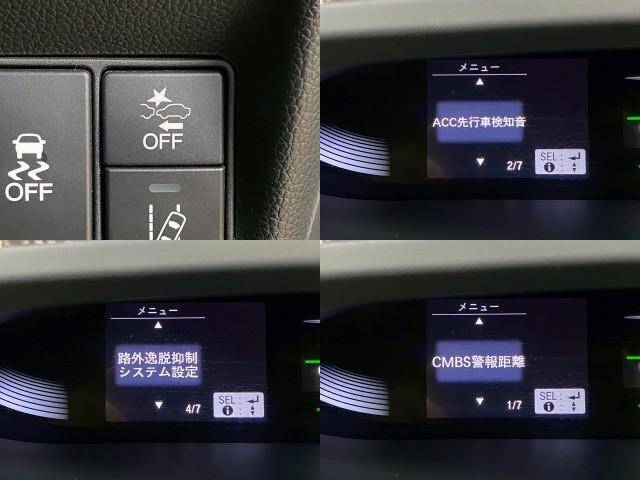 OFF
OFF
メニュー
ACC先行車検知音
2/7
SEL:
i :
メニュー
路外逸脱抑制
システム設定
4/7
SEL:
i :
メニュー
CMBS警報距離
1/7
SEL:
i :